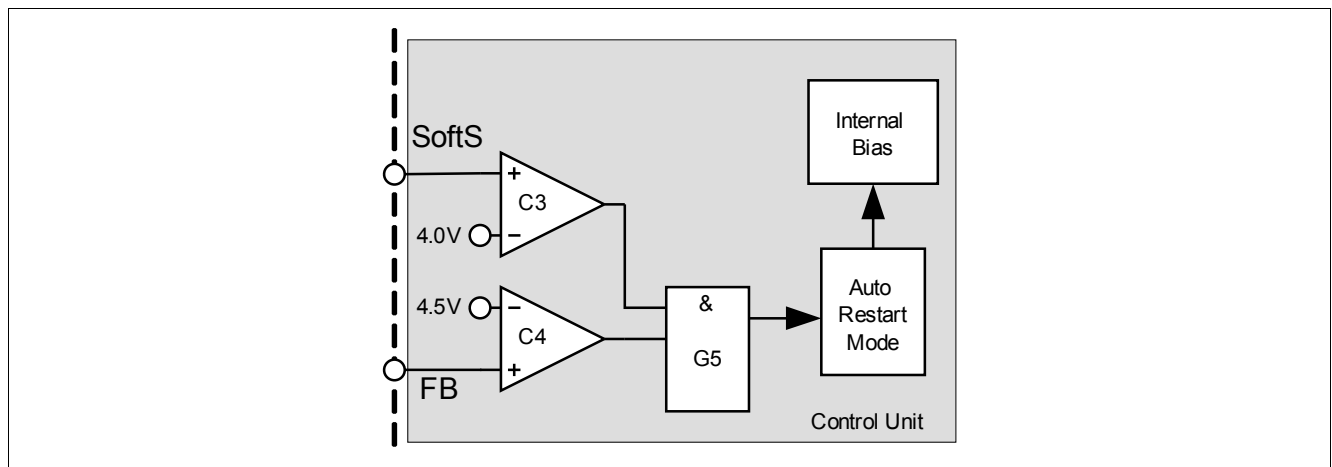 SoftS
+
C3
4.0V
−
4.5V
−
C4
+
FB
&
G5
Internal
Bias
Auto
Restart
Mode
Control Unit